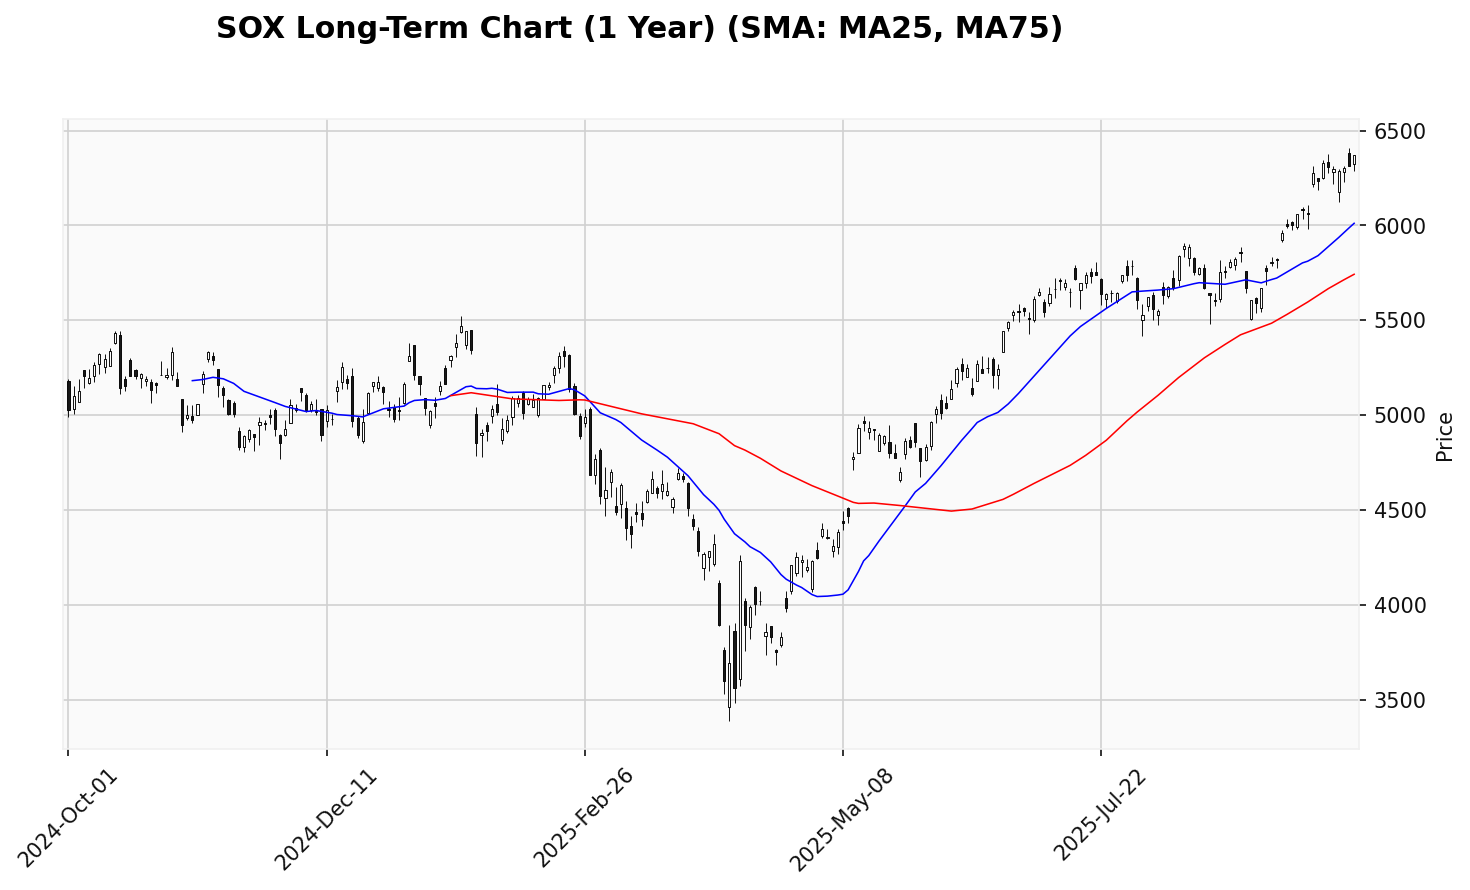 SOX Long-Term Chart (1 Year) (SMA: MA25, MA75)
6500
6000
5500
5000
4500
4000
3500
Price
2024-Oct-01
2024-Dec-11
2025-Feb-26
2025-May-08
2025-Jul-22